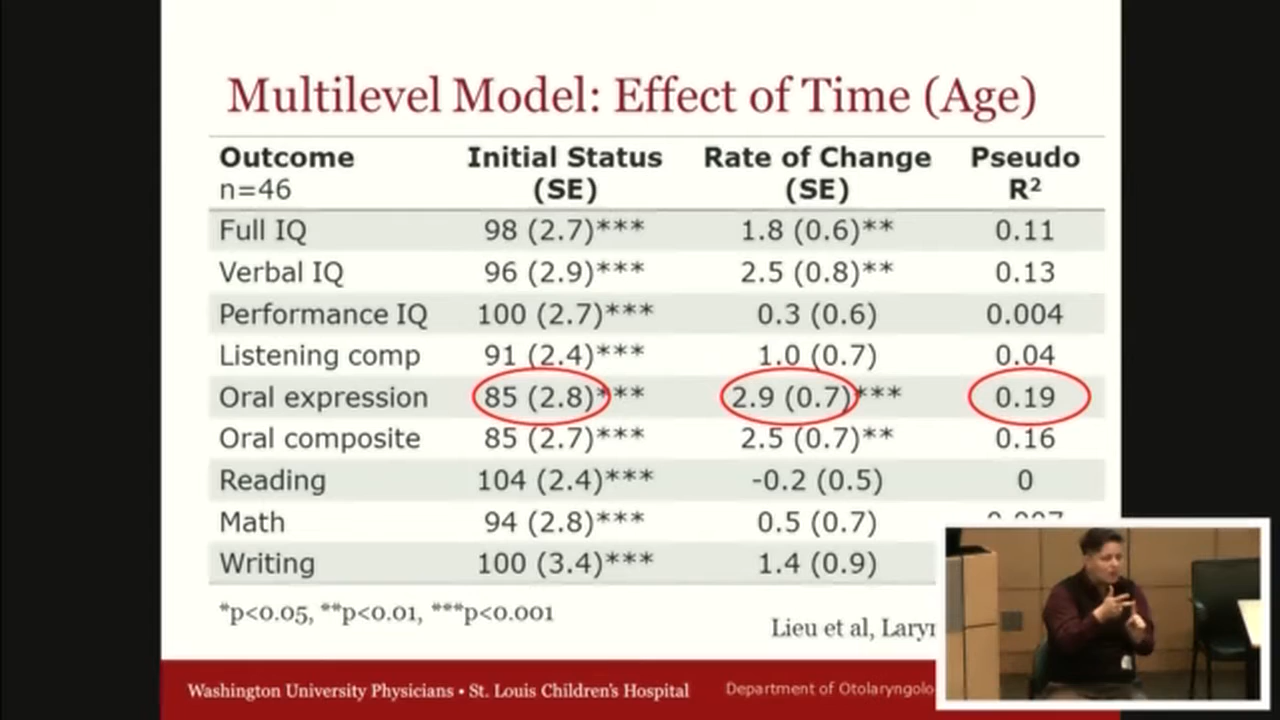 Multilevel Model: Effect of Time (Age)
Outcome Initial Status Rate of Change Pseudo
n=46 (SE) (SE) R²
Full IQ 98 (2.7)*** 1.8 (0.6)** 0.11
Verbal IQ 96 (2.9)*** 2.5 (0.8)** 0.13
Performance IQ 100 (2.7)*** 0.3 (0.6) 0.004
Listening comp 91 (2.4)*** 1.0 (0.7) 0.04
Oral expression 85 (2.8)*** 2.9 (0.7)*** 0.19
Oral composite 85 (2.7)*** 2.5 (0.7)** 0.16
Reading 104 (2.4)*** -0.2 (0.5) 0
Math 94 (2.8)*** 0.5 (0.7)
Writing 100 (3.4)*** 1.4 (0.9)
*p<0.05, **p<0.01, ***p<0.001
Lieu et al,
Washington University Physicians • St. Louis Children's Hospital Department of